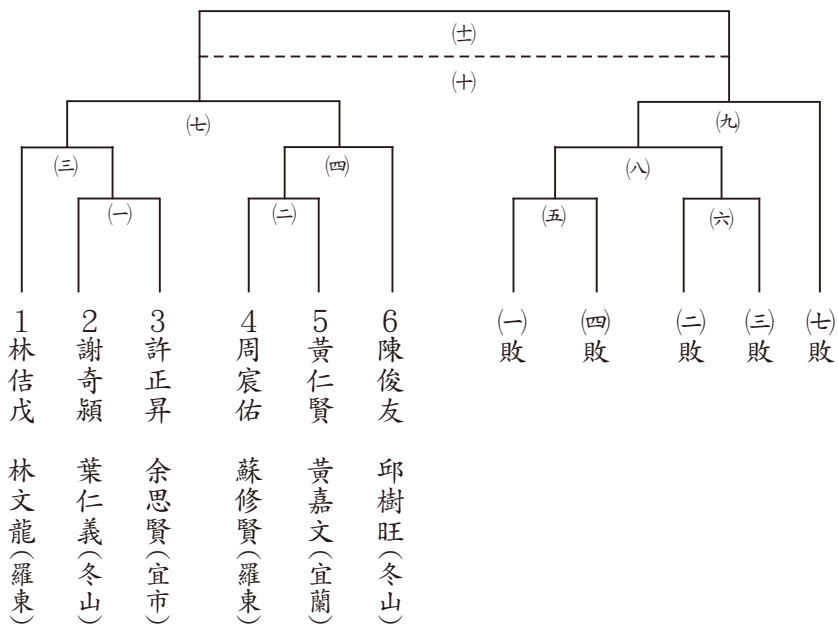 (十一)
(十)
(七)
(九)
(三)
(四)
(八)
(一)
(二)
(五)
(六)
1林佶戊 林文龍(羅東)
2謝奇潁 葉仁義(冬山)
3許正昇 余思賢(宜市)
4周宸佑 蘇修賢(羅東)
5黃仁賢 黃嘉文(宜蘭)
6陳俊友 邱樹旺(冬山)
(一)敗
(四)敗
(二)敗
(三)敗
(七)敗